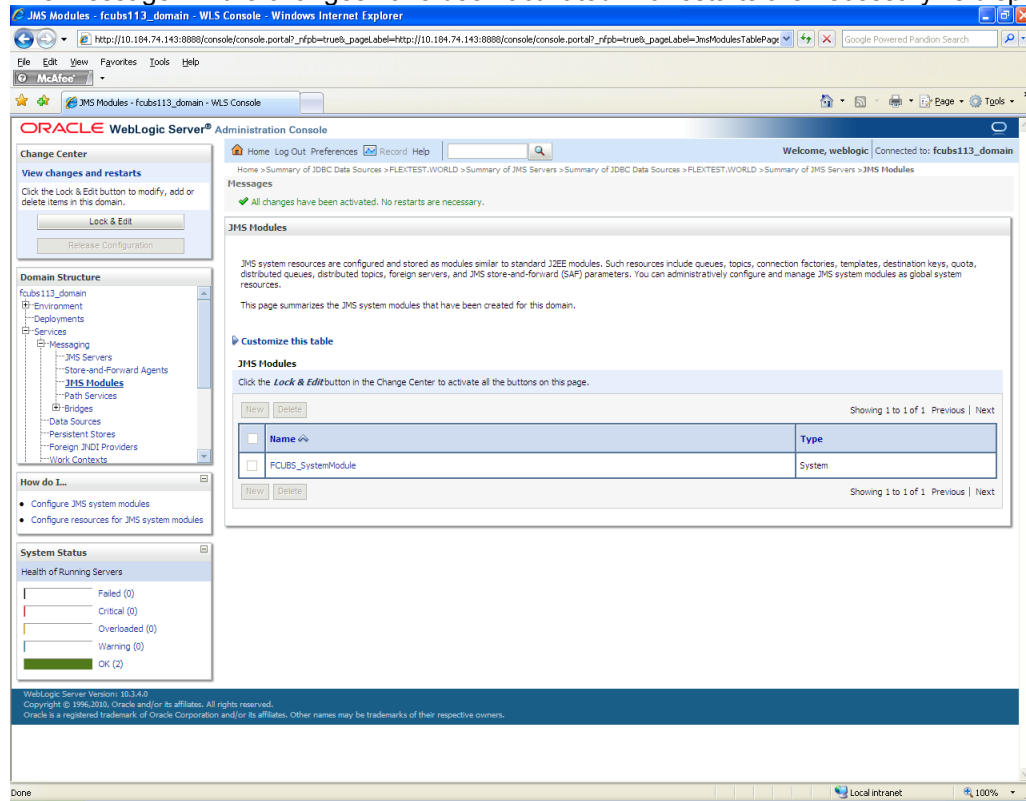 JMS Modules - fcubs113_domain - WLS Console - Windows Internet Explorer
http://10.184.74.143:8888/console/console.portal?_nfpb=true&_pageLabel=http://10.184.74.143:8888/console/console.portal?_nfpb=true&_pageLabel=JmsModulesTablePage
Google Powered Pandion Search
File Edit View Favorites Tools Help
McAfee
JMS Modules - fcubs113_domain - WLS Console
Page Tools
ORACLE WebLogic Server® Administration Console
Change Center
View changes and restarts
Click the Lock & Edit button to modify, add or
delete items in this domain.
Lock & Edit
Release Configuration
Domain Structure
fcubs113_domain
Environment
Deployments
Services
Messaging
JMS Servers
Store-and-Forward Agents
JMS Modules
Path Services
Bridges
Data Sources
Persistent Stores
Foreign JNDI Providers
Work Contexts
How do I...
Configure JMS system modules
Configure resources for JMS system modules
System Status
Health of Running Servers
Failed (0)
Critical (0)
Overloaded (0)
Warning (0)
OK (2)
Home Log Out Preferences Record Help
Welcome, weblogic Connected to: fcubs113_domain
Home >Summary of JDBC Data Sources >FLEXTEST.WORLD >Summary of JMS Servers >Summary of JDBC Data Sources >FLEXTEST.WORLD >Summary of JMS Servers >JMS Modules
Messages
All changes have been activated. No restarts are necessary.
JMS Modules
JMS system resources are configured and stored as modules similar to standard J2EE modules. Such resources include queues, topics, connection factories, templates, destination keys, quota,
distributed queues, distributed topics, foreign servers, and JMS store-and-forward (SAF) parameters. You can administratively configure and manage JMS system modules as global system
resources.
This page summarizes the JMS system modules that have been created for this domain.
Customize this table
JMS Modules
Click the Lock & Edit button in the Change Center to activate all the buttons on this page.
New Delete
Showing 1 to 1 of 1 Previous | Next
Name Type
FCUBS_SystemModule System
New Delete
Showing 1 to 1 of 1 Previous | Next
WebLogic Server Version: 10.3.4.0
Copyright © 1996,2010, Oracle and/or its affiliates. All rights reserved.
Oracle is a registered trademark of Oracle Corporation and/or its affiliates. Other names may be trademarks of their respective owners.
Done
Local intranet
100%